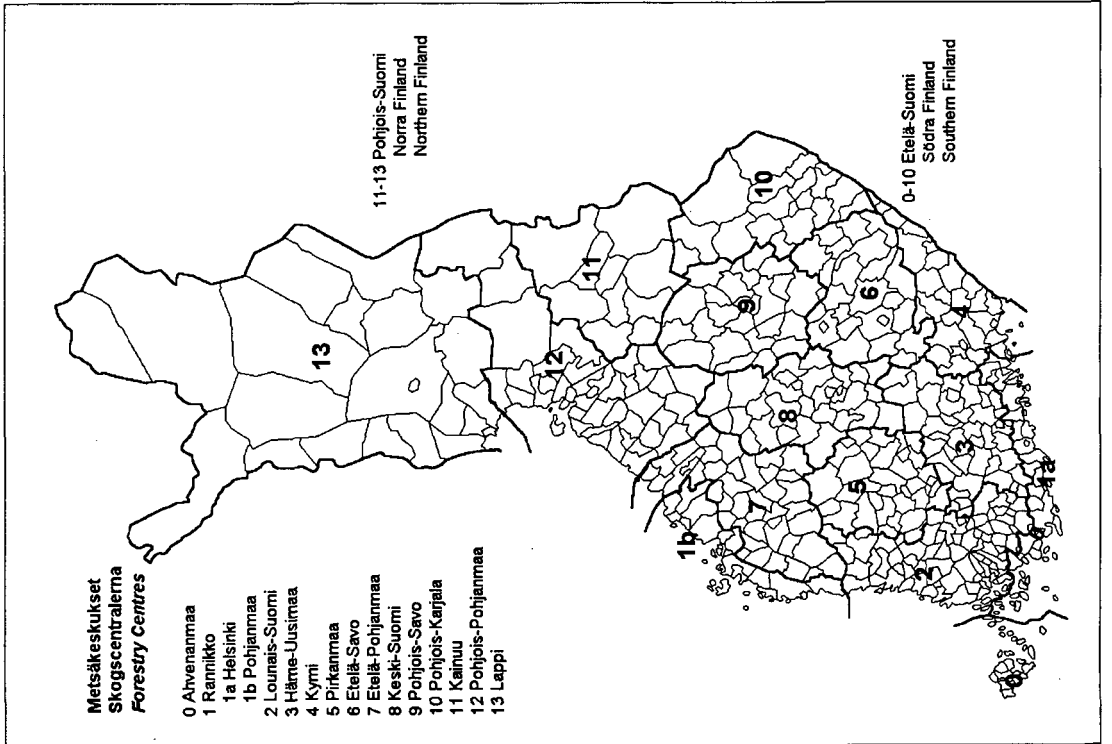 Metsäkeskukset
Skogscentralerna
Forestry Centres
0 Ahvenanmaa
1 Rannikko
1a Helsinki
1b Pohjanmaa
2 Lounais-Suomi
3 Häme-Uusimaa
4 Kymi
5 Pirkanmaa
6 Etelä-Savo
7 Etelä-Pohjanmaa
8 Keski-Suomi
9 Pohjois-Savo
10 Pohjois-Karjala
11 Kainuu
12 Pohjois-Pohjanmaa
13 Lappi
11-13 Pohjois-Suomi
Norra Finland
Northern Finland
0-10 Etelä-Suomi
Södra Finland
Southern Finland
13
12
11
10
9
8
7
6
5
4
3
2
1b
1a
0